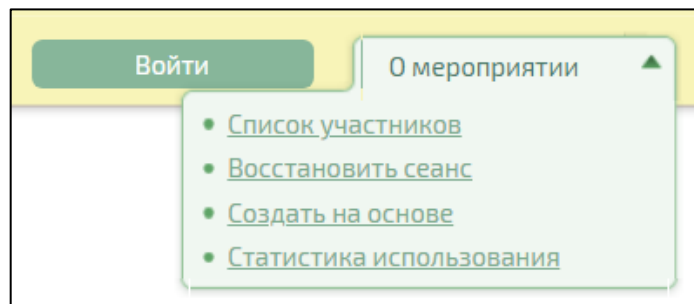 Войти
О мероприятии
Список участников
Восстановить сеанс
Создать на основе
Статистика использования